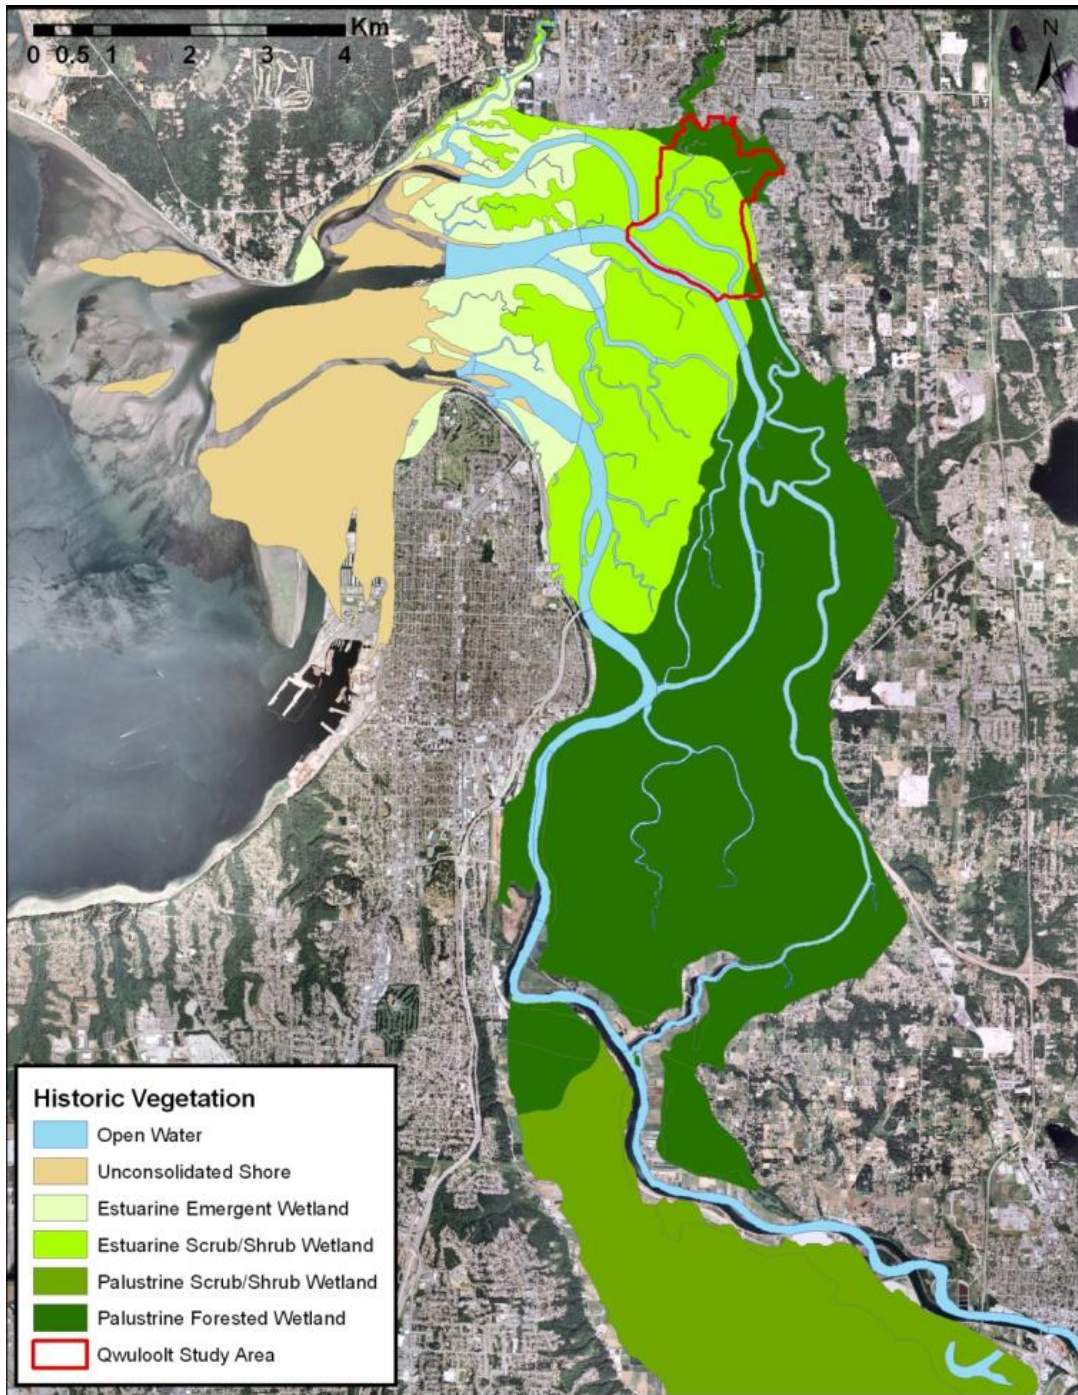 Km
0 0.5 1 2 3 4
N
Historic Vegetation
Open Water
Unconsolidated Shore
Estuarine Emergent Wetland
Estuarine Scrub/Shrub Wetland
Palustrine Scrub/Shrub Wetland
Palustrine Forested Wetland
Qwuloolt Study Area